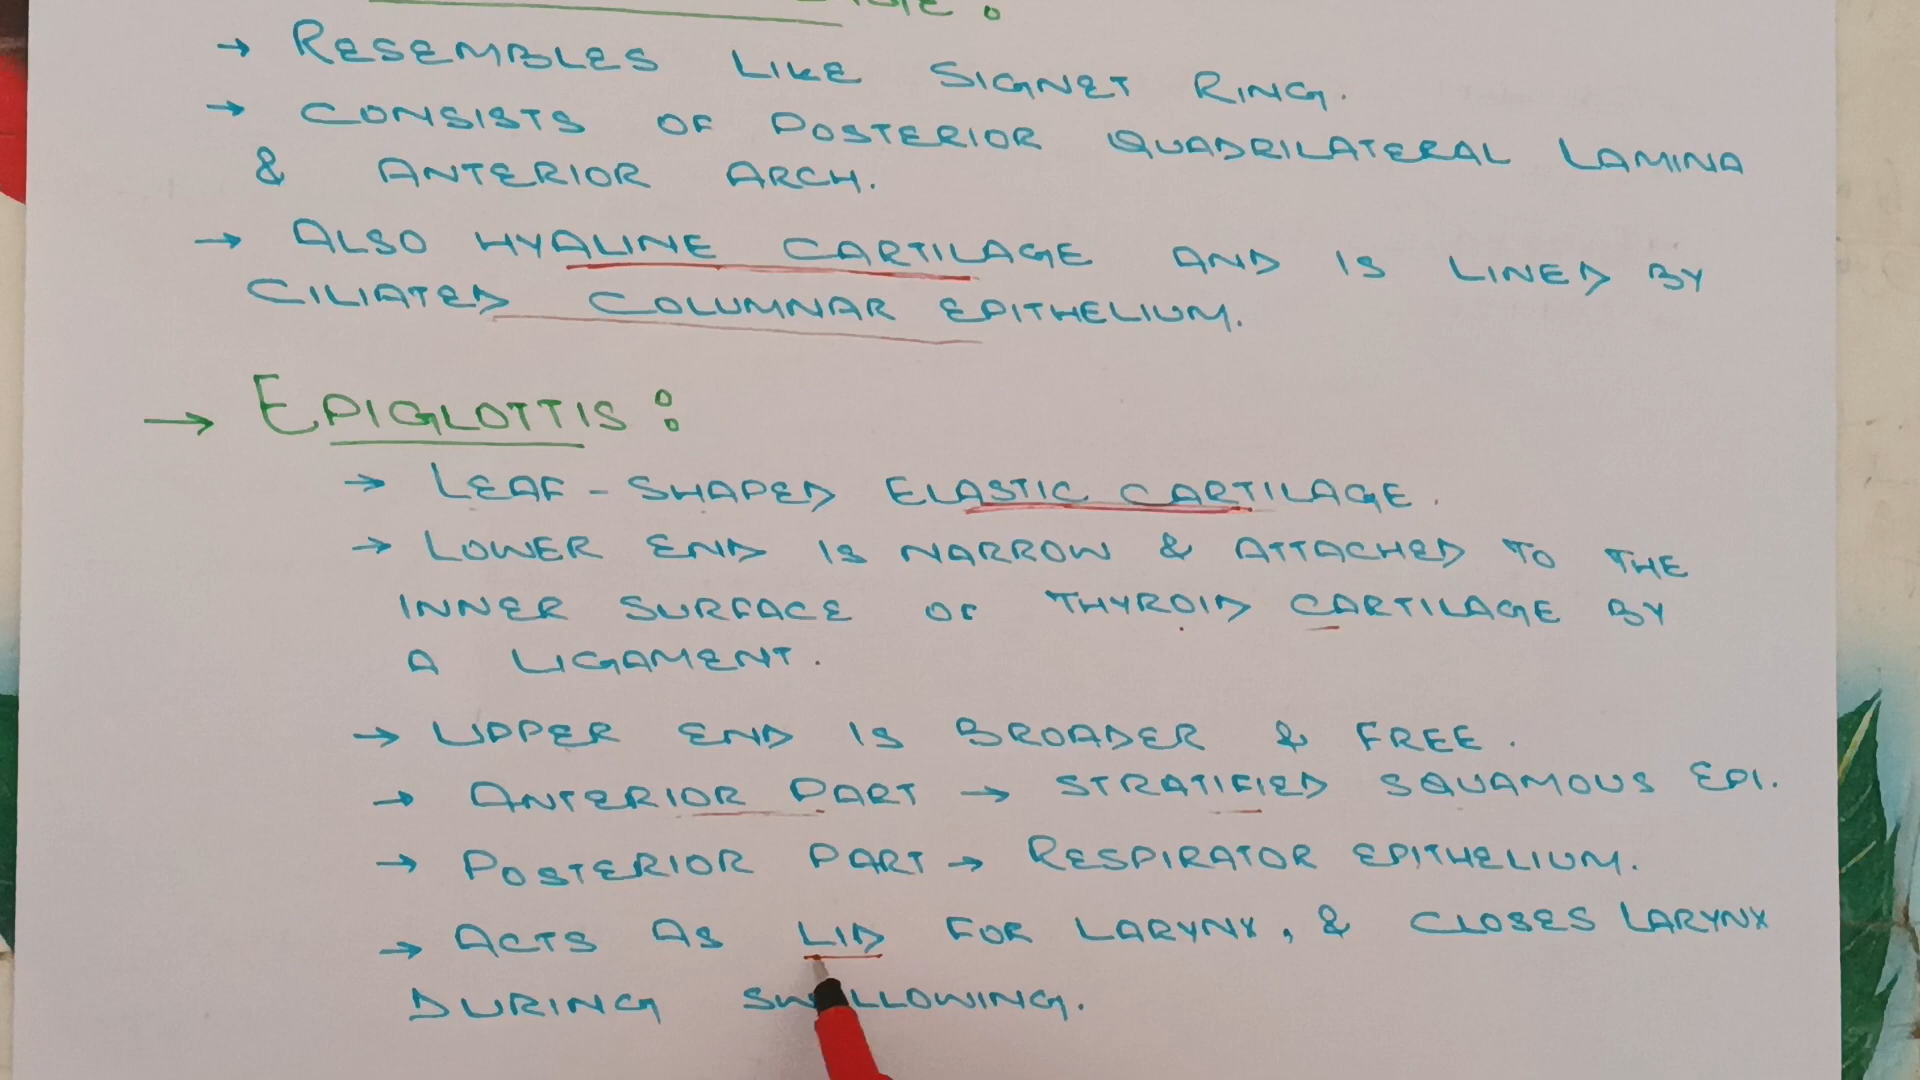 → RESEMBLES LIKE SIGNET RING.
→ CONSISTS OF POSTERIOR QUADRILATERAL LAMINA
& ANTERIOR ARCH.
→ ALSO HYALINE CARTILAGE AND IS LINED BY
CILIATED COLUMNAR EPITHELIUM.
→ EPIGLOTTIS:
→ LEAF-SHAPED ELASTIC CARTILAGE.
→ LOWER END IS NARROW & ATTACHED TO THE
INNER SURFACE OF THYROID CARTILAGE BY
A LIGAMENT.
→ UPPER END IS BROADER & FREE.
→ ANTERIOR PART → STRATIFIED SQUAMOUS EPI.
→ POSTERIOR PART → RESPIRATOR EPITHELIUM.
→ ACTS AS LID FOR LARYNX, & CLOSES LARYNX
DURING SWALLOWING.